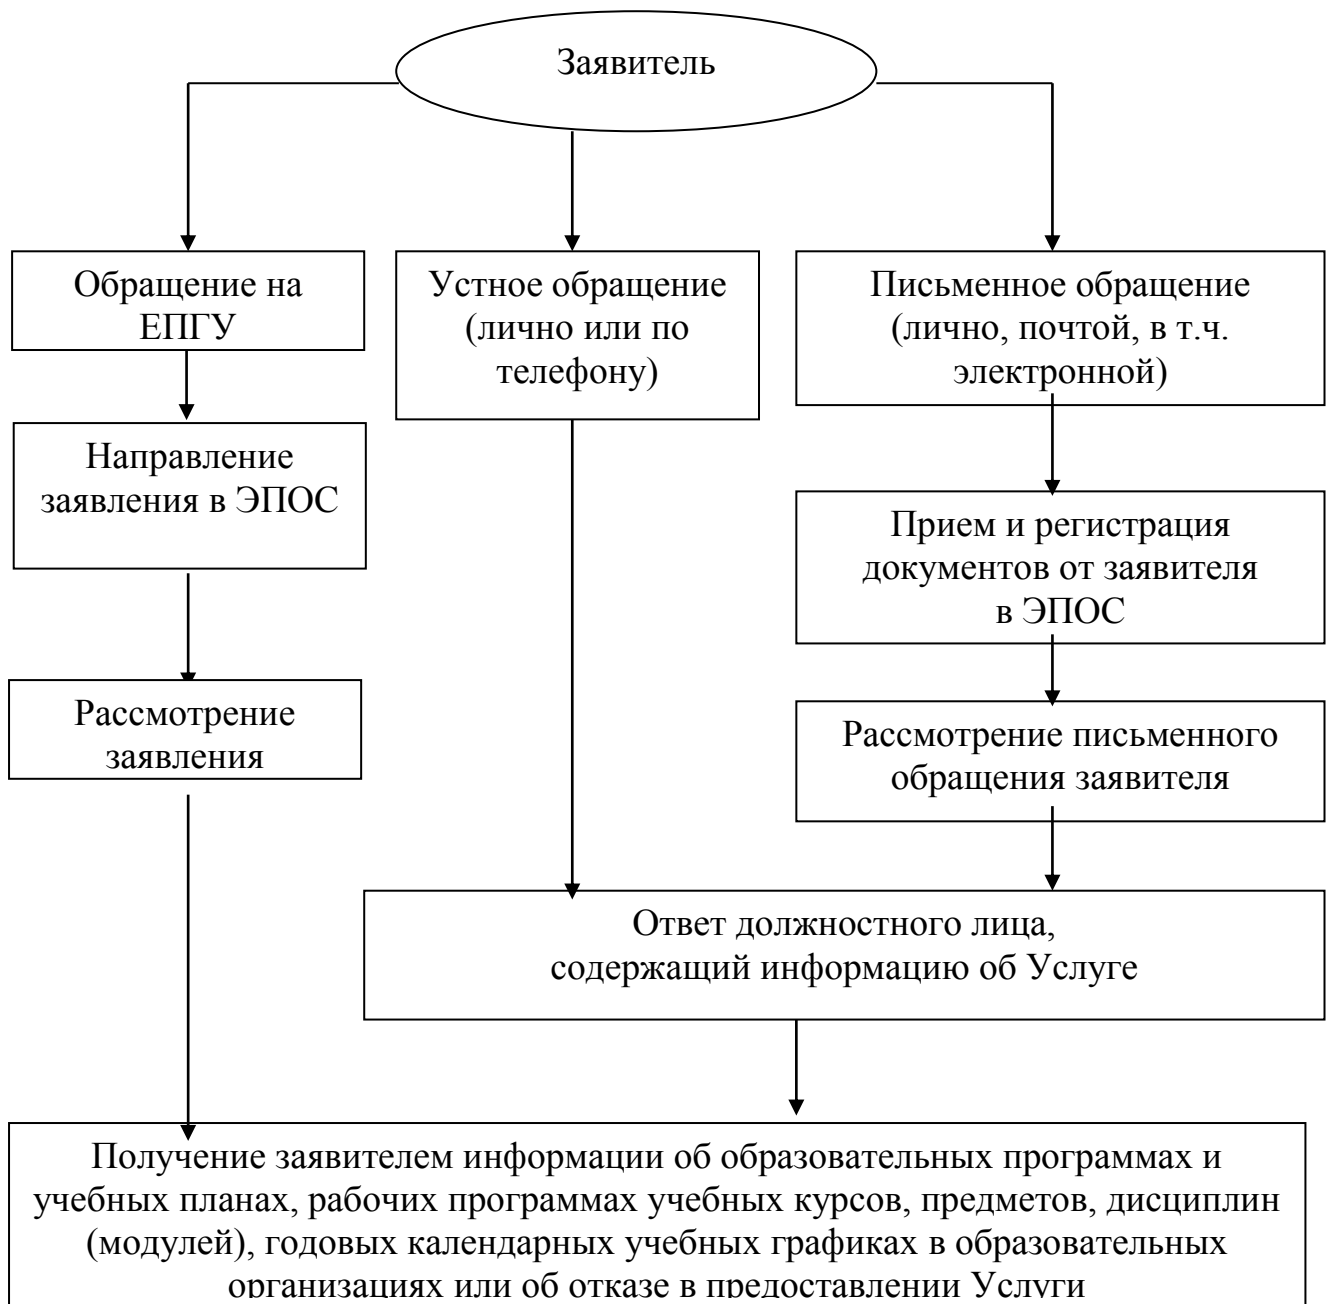 Заявитель
Обращение на
ЕПГУ
Устное обращение
(лично или по
телефону)
Письменное обращение
(лично, почтой, в т.ч.
электронной)
Направление
заявления в ЭПОС
Прием и регистрация
документов от заявителя
в ЭПОС
Рассмотрение
заявления
Рассмотрение письменного
обращения заявителя
Ответ должностного лица,
содержащий информацию об Услуге
Получение заявителем информации об образовательных программах и
учебных планах, рабочих программах учебных курсов, предметов, дисциплин
(модулей), годовых календарных учебных графиках в образовательных
организациях или об отказе в предоставлении Услуги